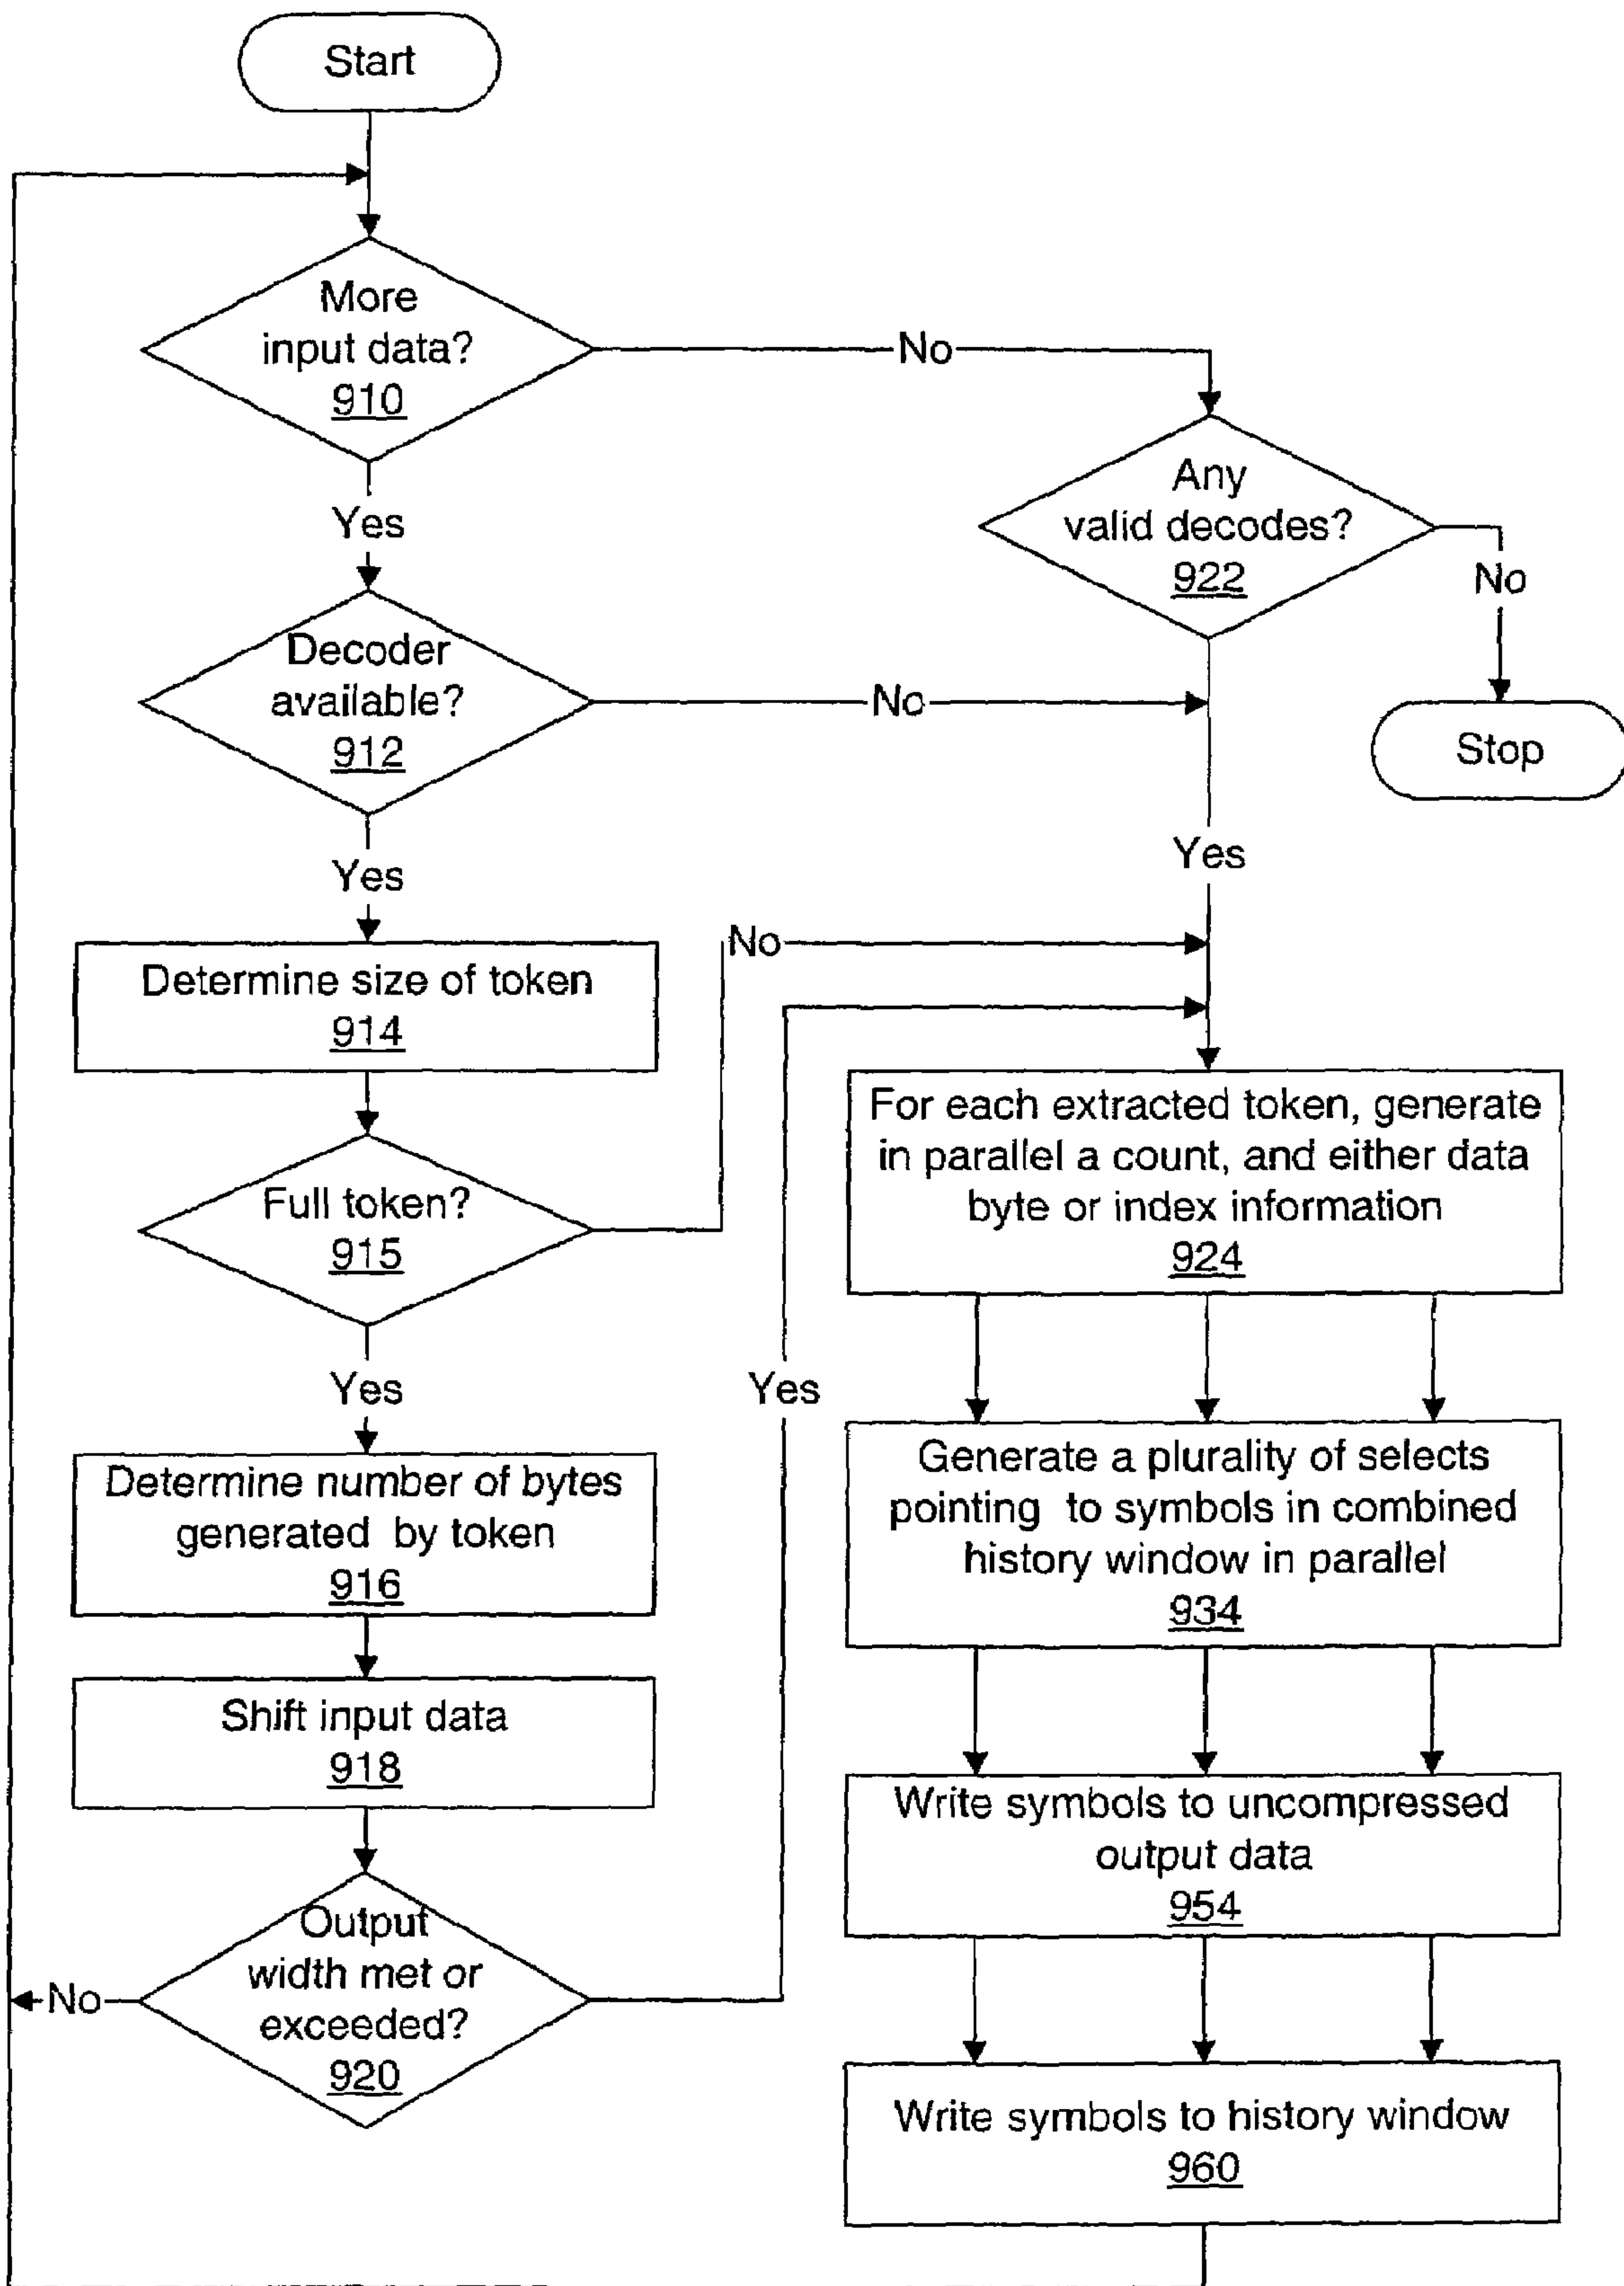 Start
More
input data?
910
No
Yes
Any
valid decodes?
922
No
Stop
Decoder
available?
912
No
Yes
Yes
Determine size of token
914
No
Full token?
915
Yes
Determine number of bytes
generated by token
916
Shift input data
918
Output
width met or
exceeded?
920
No
Yes
For each extracted token, generate
in parallel a count, and either data
byte or index information
924
Generate a plurality of selects
pointing to symbols in combined
history window in parallel
934
Write symbols to uncompressed
output data
954
Write symbols to history window
960